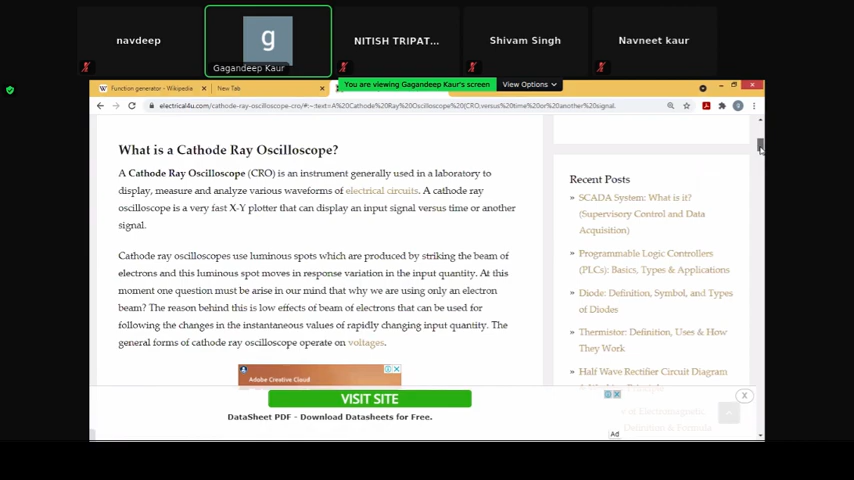 navdeep
g
NITISH TRIPAT...
Shivam Singh
Navneet kaur
Gagandeep Kaur
You are viewing Gagandeep Kaur's screen
View Options
Function generator - Wikipedia
New Tab
electrical4u.com/cathode-ray-oscilloscope-cro/#:~:text=A%20Cathode%20Ray%20Oscilloscope%20(CRO,versus%20time%20or%20another%20signal.
What is a Cathode Ray Oscilloscope?
A Cathode Ray Oscilloscope (CRO) is an instrument generally used in a laboratory to
display, measure and analyze various waveforms of electrical circuits. A cathode ray
oscilloscope is a very fast X-Y plotter that can display an input signal versus time or another
signal.
Cathode ray oscilloscopes use luminous spots which are produced by striking the beam of
electrons and this luminous spot moves in response variation in the input quantity. At this
moment one question must be arise in our mind that why we are using only an electron
beam? The reason behind this is low effects of beam of electrons that can be used for
following the changes in the instantaneous values of rapidly changing input quantity. The
general forms of cathode ray oscilloscope operate on voltages.
Recent Posts
» SCADA System: What is it?
(Supervisory Control and Data
Acquisition)
» Programmable Logic Controllers
(PLCs): Basics, Types & Applications
» Diode: Definition, Symbol, and Types
of Diodes
» Thermistor: Definition, Uses & How
They Work
» Half Wave Rectifier Circuit Diagram
of Electromagnetic
Definition & Formula
Adobe Creative Cloud
VISIT SITE
DataSheet PDF - Download Datasheets for Free.
X
Ad